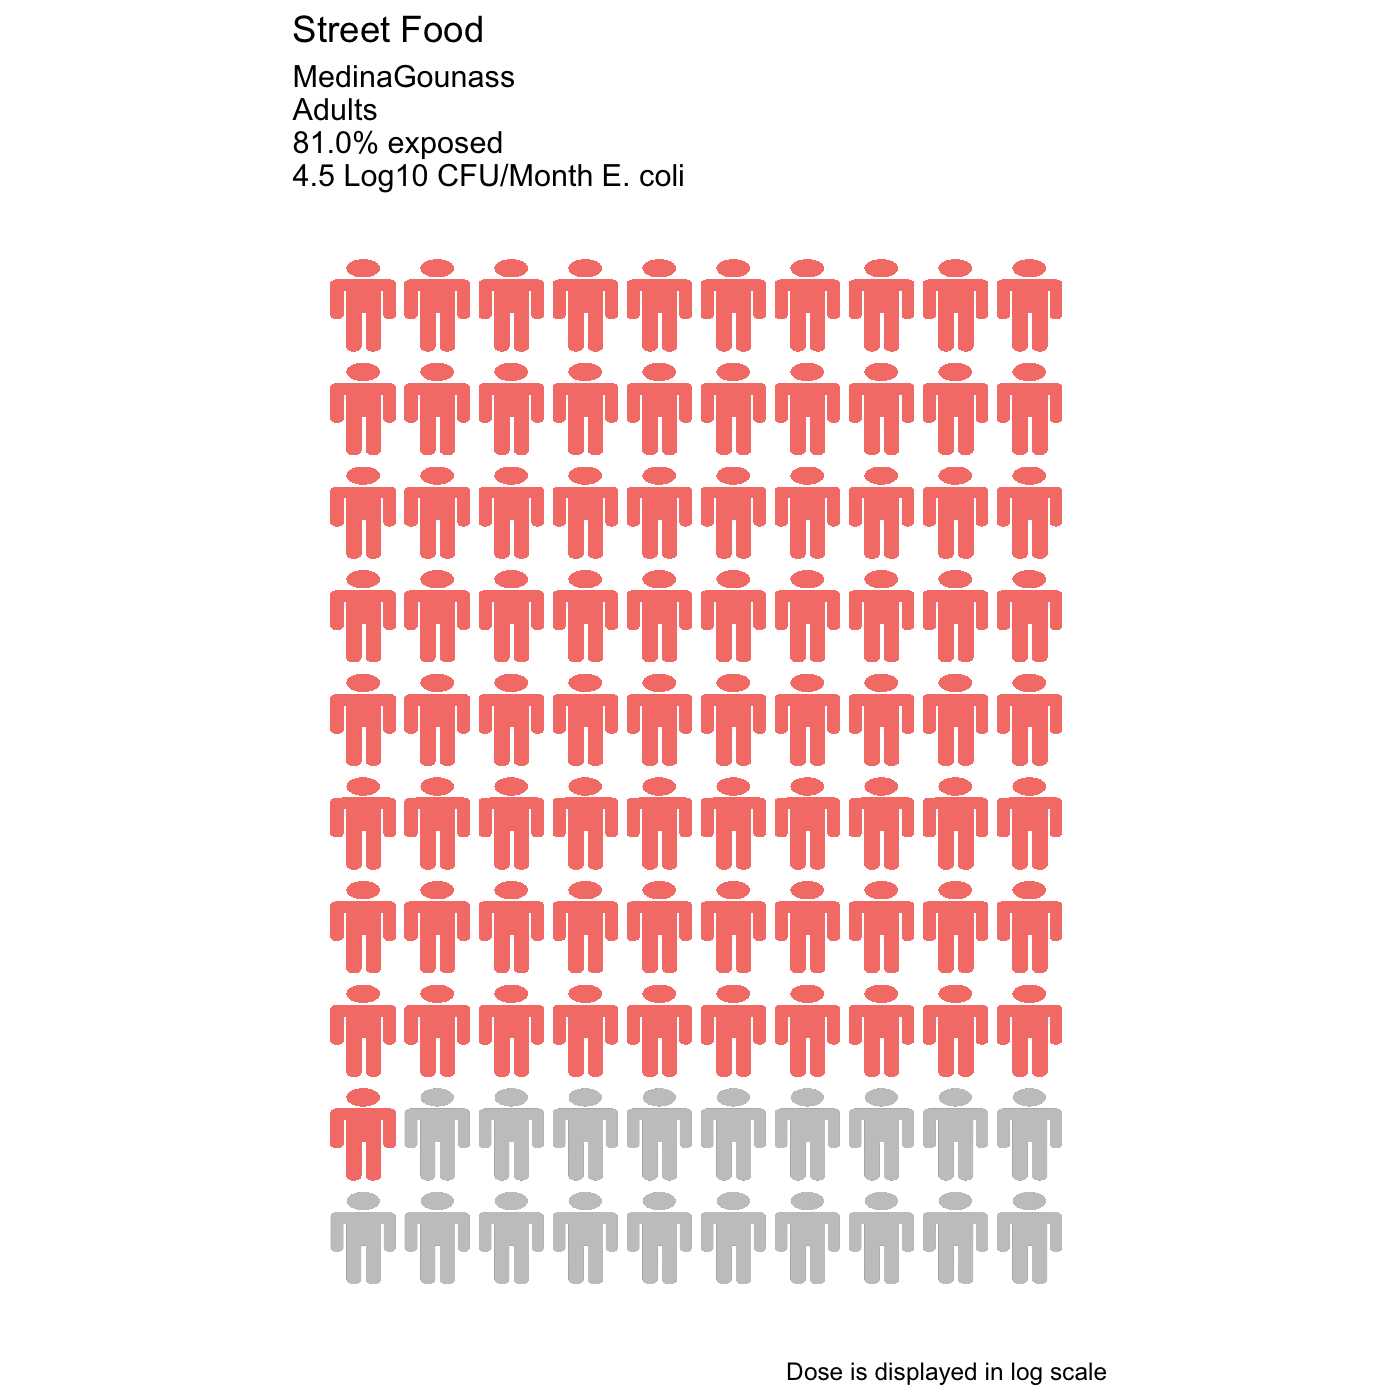 Street Food
MedinaGounass
Adults
81.0% exposed
4.5 Log10 CFU/Month E. coli
Dose is displayed in log scale